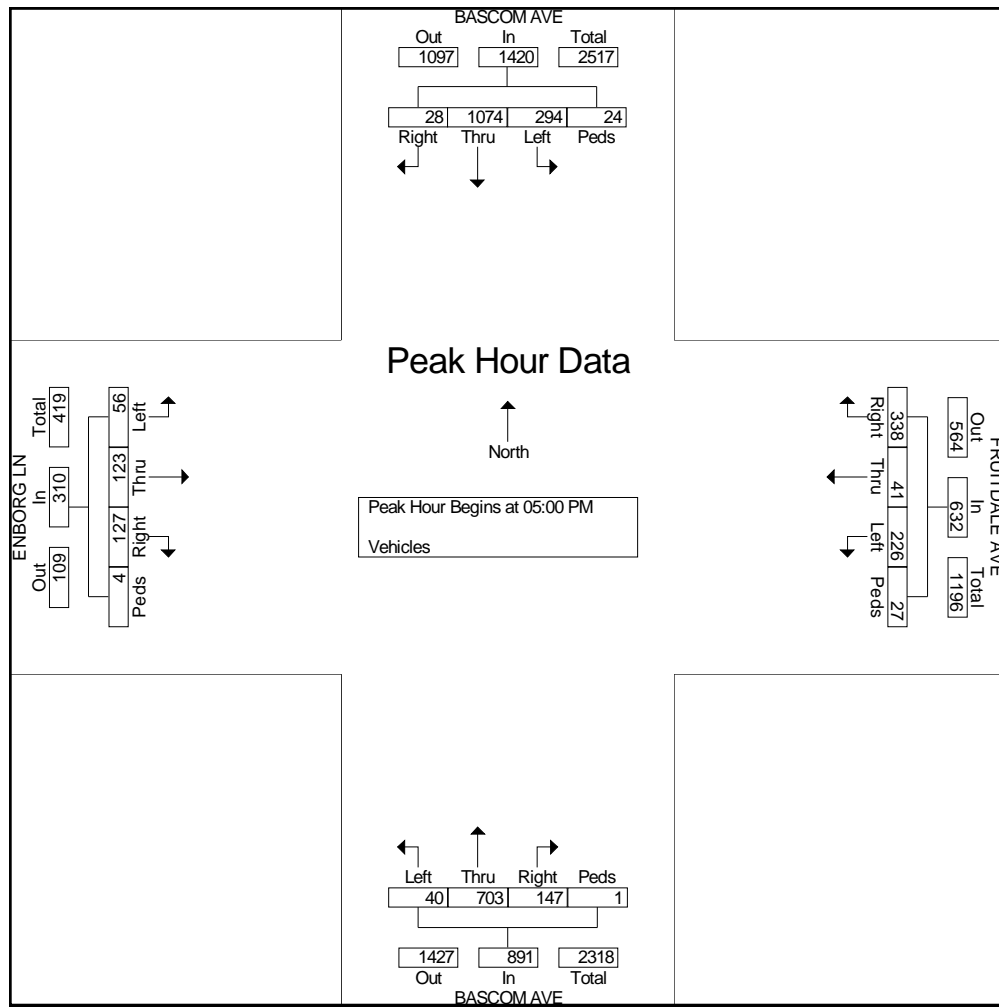 BASCOM AVE
Out In Total
1097 1420 2517
28 1074 294 24
Right Thru Left Peds
Peak Hour Data
North
Peak Hour Begins at 05:00 PM
Vehicles
ENBORG LN
Out In Total
109 310 419
Left Thru Right Peds
56 123 127 4
FRUITDALE AVE
Out In Total
564 632 1196
338 41 226 27
Right Thru Left Peds
Left Thru Right Peds
40 703 147 1
1427 891 2318
Out In Total
BASCOM AVE